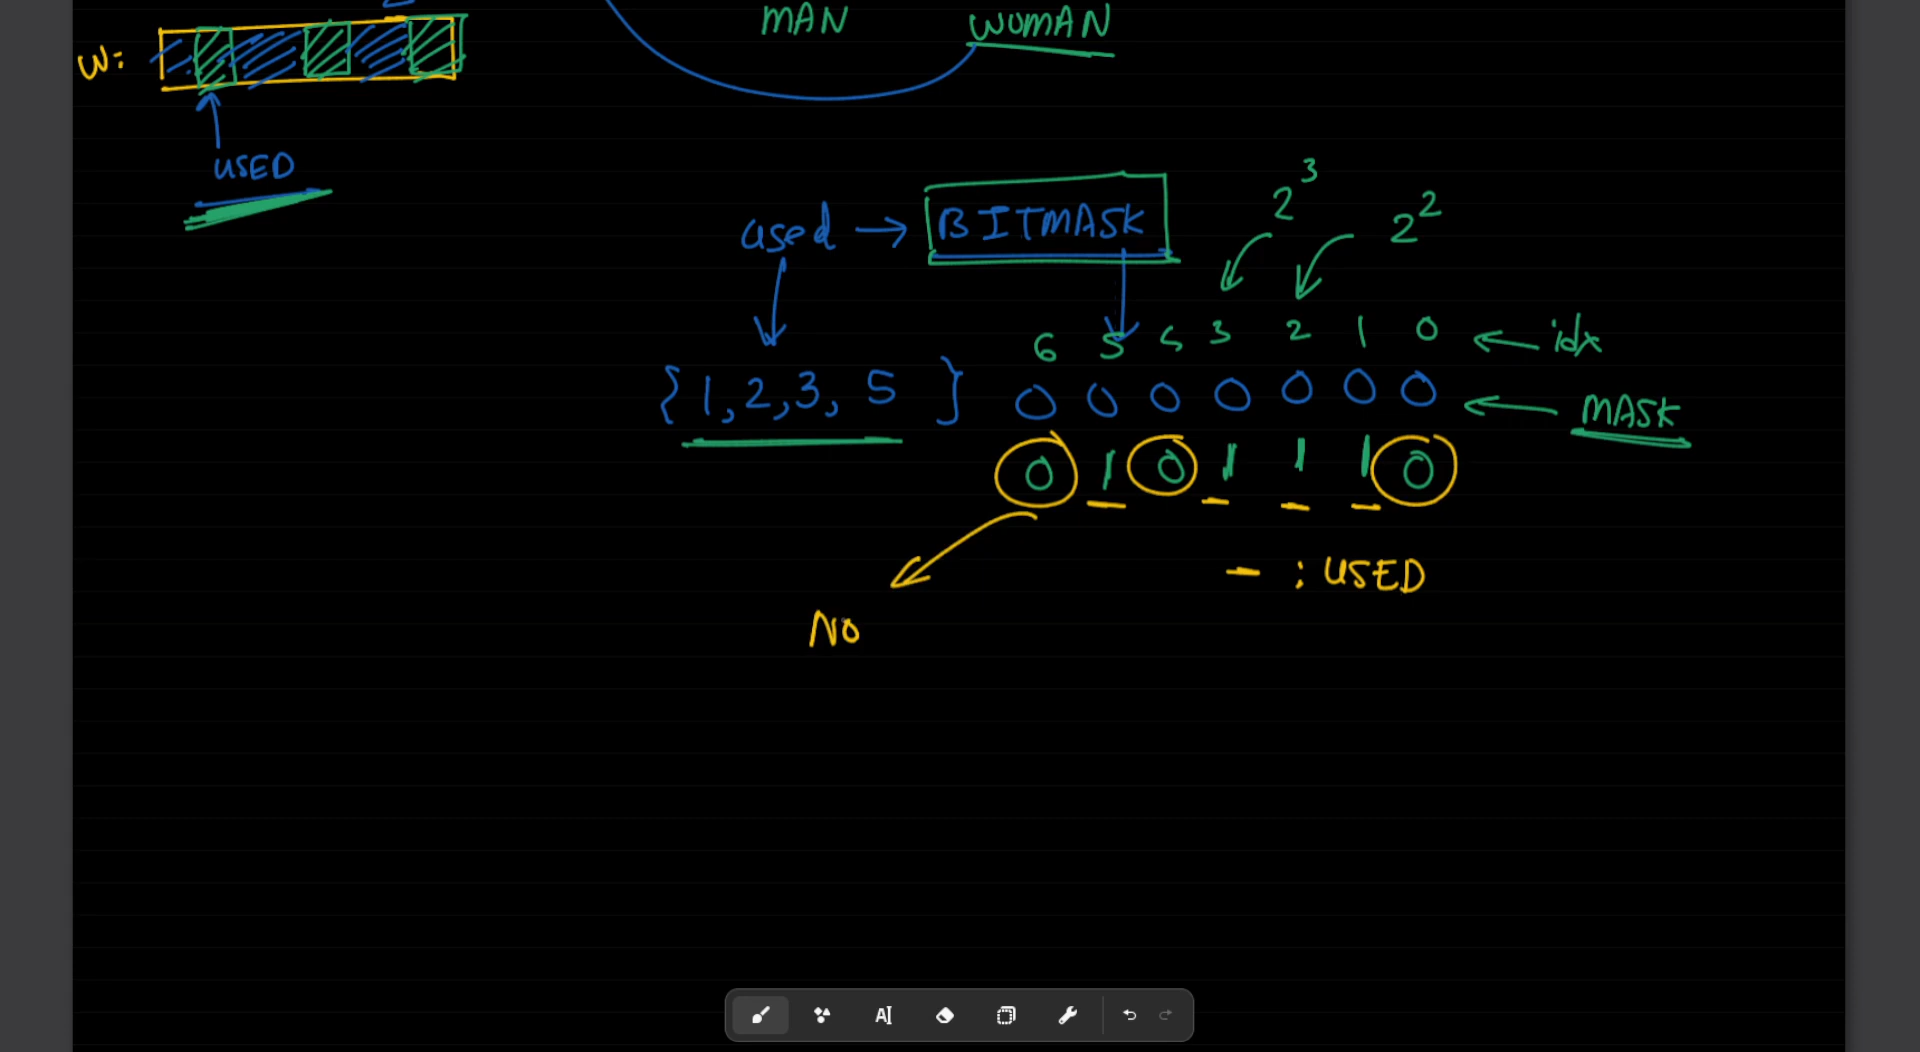 MAN WOMAN
W:
USED
used → BITMASK 2^3 2^2
6 5 5 3 2 1 0 ← idx
{1,2,3, 5 } 0 0 0 0 0 0 0 ← MASK
0 1 0 1 1 1 0
– : USED
NO